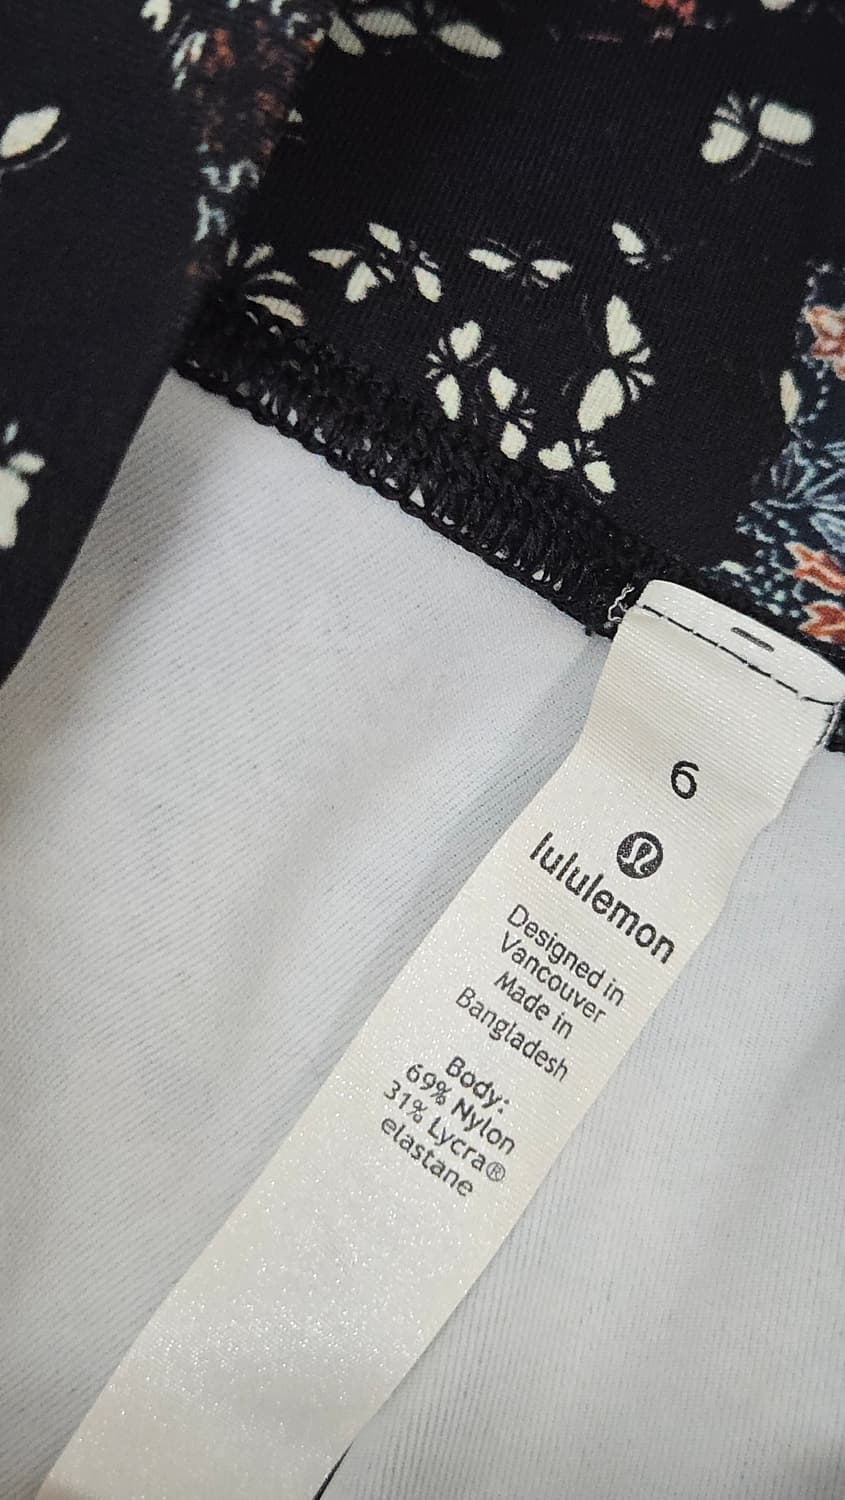 6
lululemon
Designed in
Vancouver
Made in
Bangladesh
Body:
69% Nylon
31% Lycra®
elastane